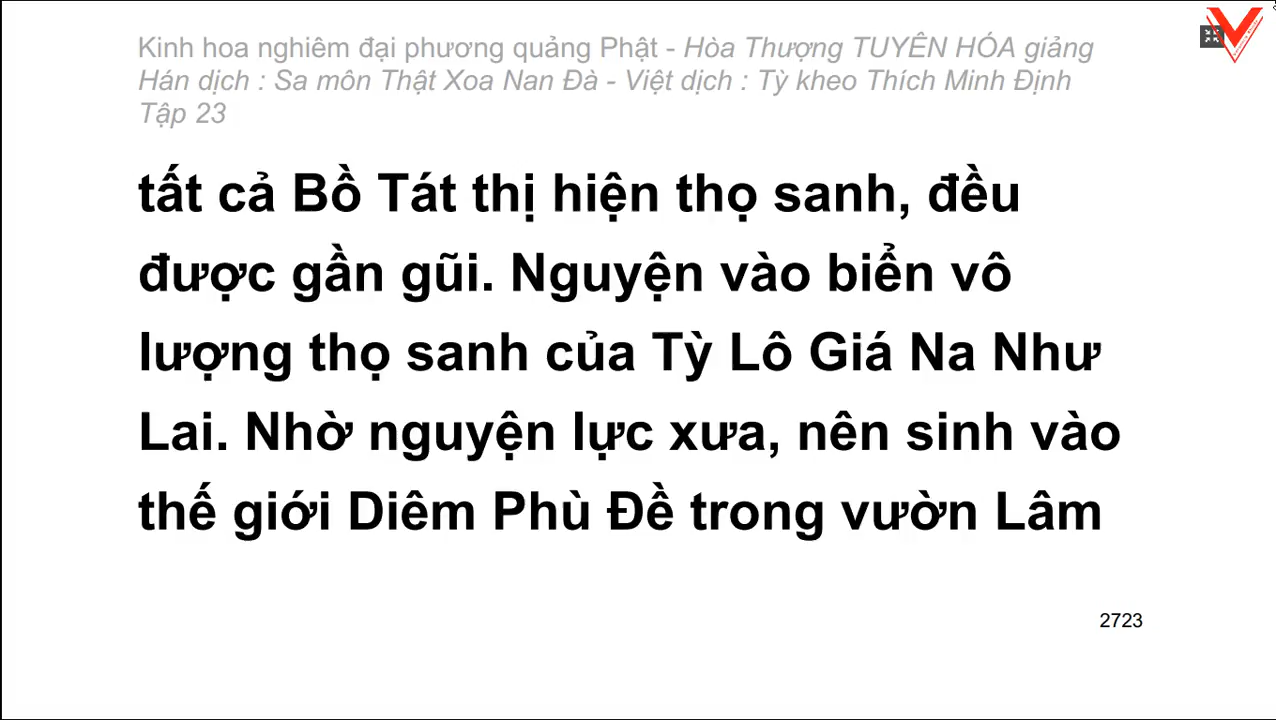 Kinh hoa nghiêm đại phương quảng Phật - Hòa Thượng TUYÊN HÓA giảng
Hán dịch : Sa môn Thật Xoa Nan Đà - Việt dịch : Tỳ kheo Thích Minh Định
Tập 23
tất cả Bồ Tát thị hiện thọ sanh, đều
được gần gũi. Nguyện vào biển vô
lượng thọ sanh của Tỳ Lô Giá Na Như
Lai. Nhờ nguyện lực xưa, nên sinh vào
thế giới Diêm Phù Đề trong vườn Lâm
2723